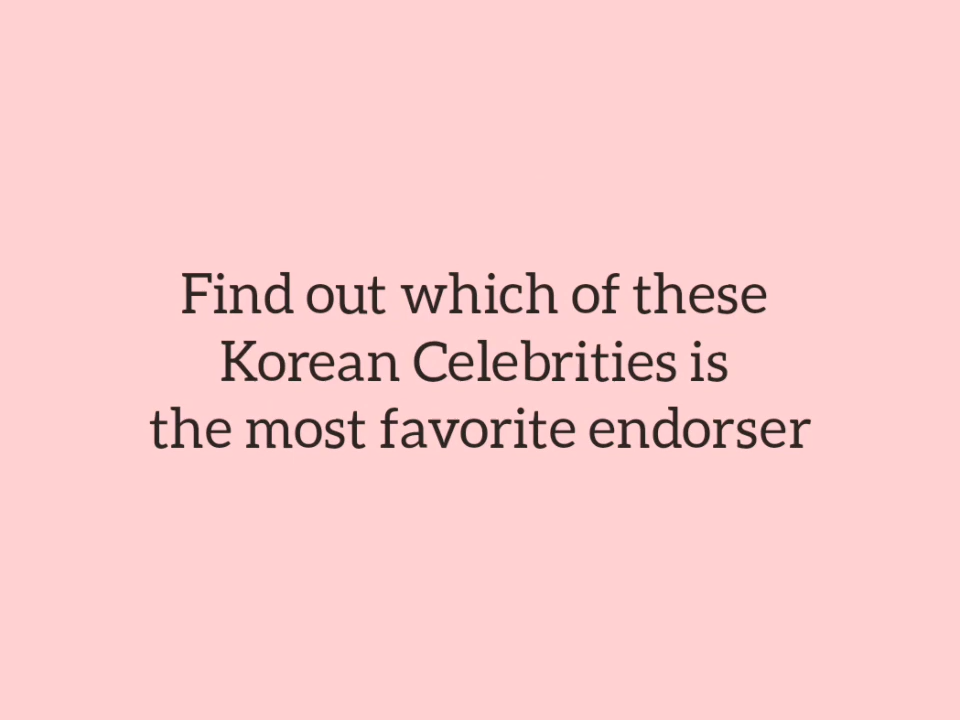 Find out which of these
Korean Celebrities is
the most favorite endorser